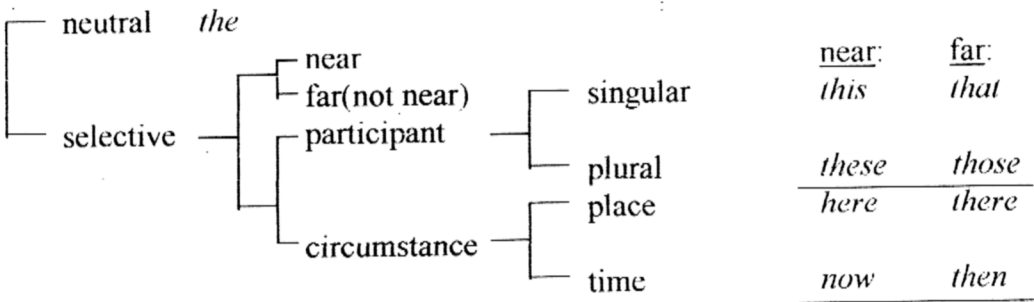 neutral the
near near: far:
far(not near) singular this that
selective participant
plural these those
place here there
circumstance
time now then